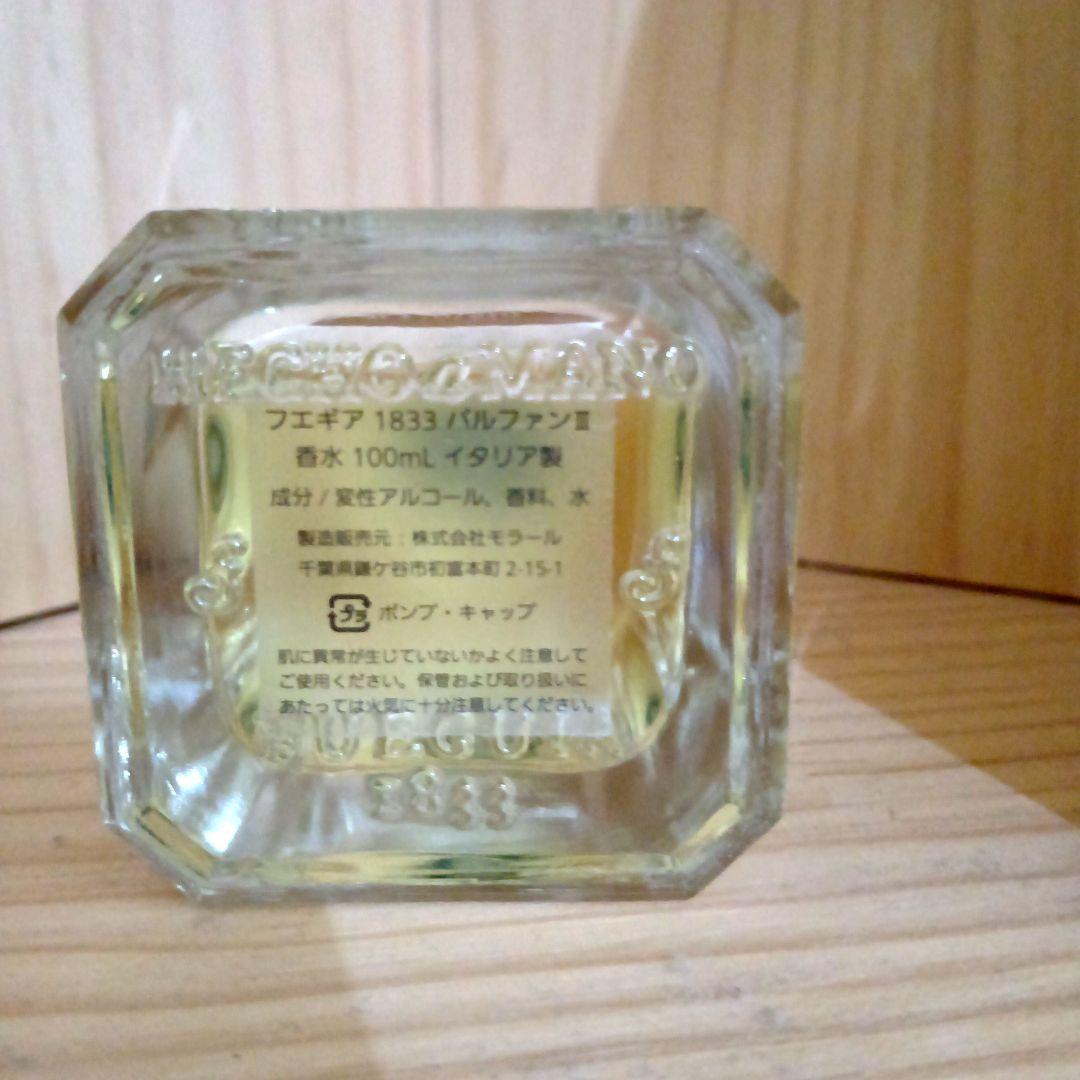 HECHO a MANO
フエギア 1833 パルファンⅢ
香水 100mL イタリア製
成分 / 変性アルコール、香料、水
製造販売元：株式会社モラール
千葉県鎌ケ谷市初富本町 2-15-1
プラ ポンプ・キャップ
肌に異常が生じていないかよく注意して
ご使用ください。保管および取り扱いに
あたっては火気に十分注意してください。
FUEGUIA
1833